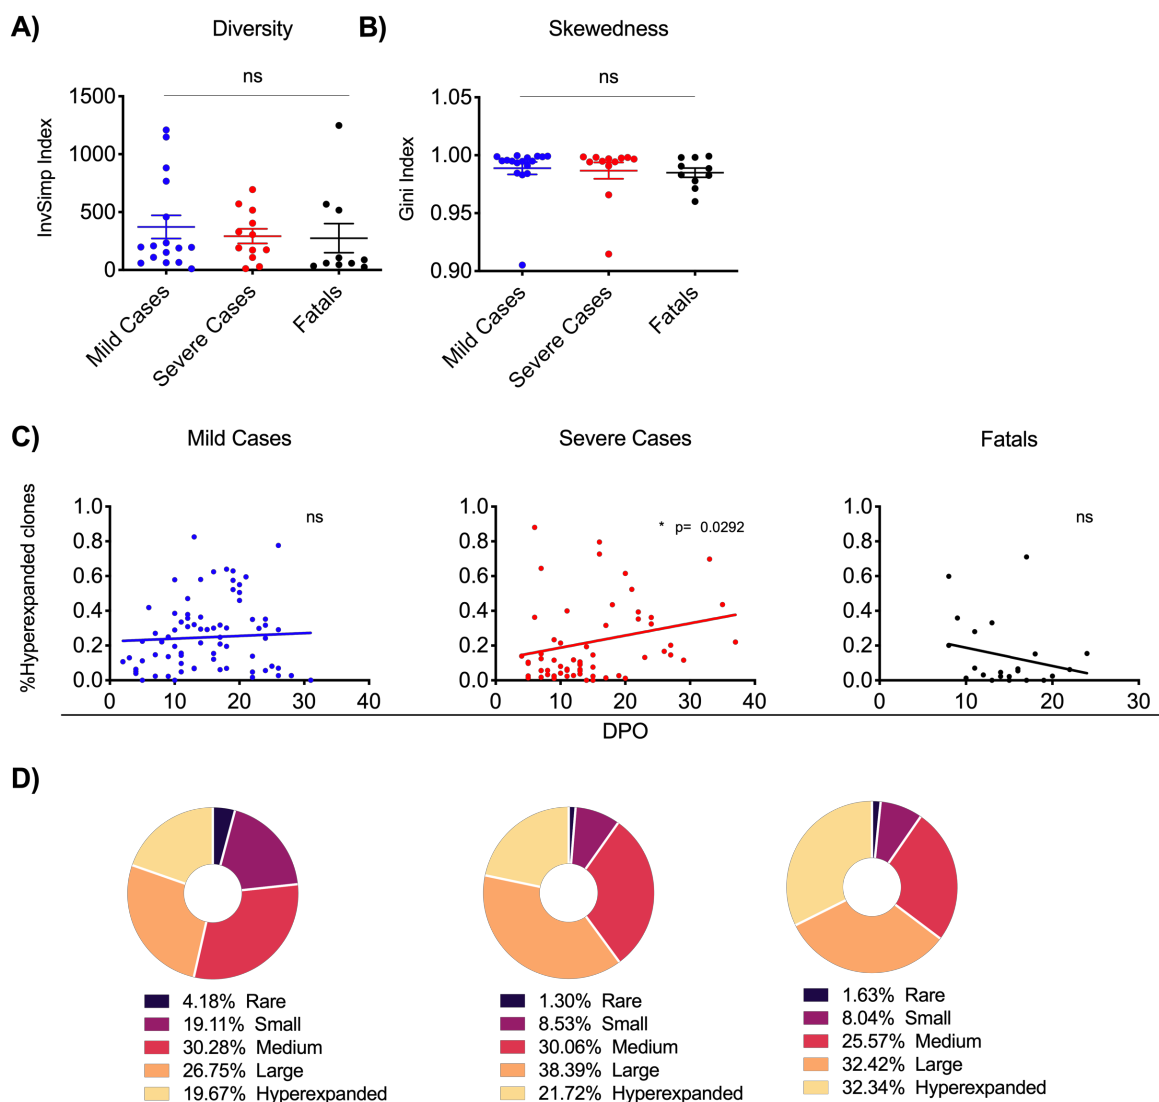 A) Diversity B) Skewedness
ns ns
InvSimp Index
1500
1000
500
0
Mild Cases Severe Cases Fatals
Gini Index
1.05
1.00
0.95
0.90
Mild Cases Severe Cases Fatals
C) Mild Cases Severe Cases Fatals
%Hyperexpanded clones
1.0
0.8
0.6
0.4
0.2
0.0
0 10 20 30 40
ns
1.0
0.8
0.6
0.4
0.2
0.0
0 10 20 30 40
* p= 0.0292
1.0
0.8
0.6
0.4
0.2
0.0
0 10 20 30
ns
DPO
D)
4.18% Rare
19.11% Small
30.28% Medium
26.75% Large
19.67% Hyperexpanded
1.30% Rare
8.53% Small
30.06% Medium
38.39% Large
21.72% Hyperexpanded
1.63% Rare
8.04% Small
25.57% Medium
32.42% Large
32.34% Hyperexpanded